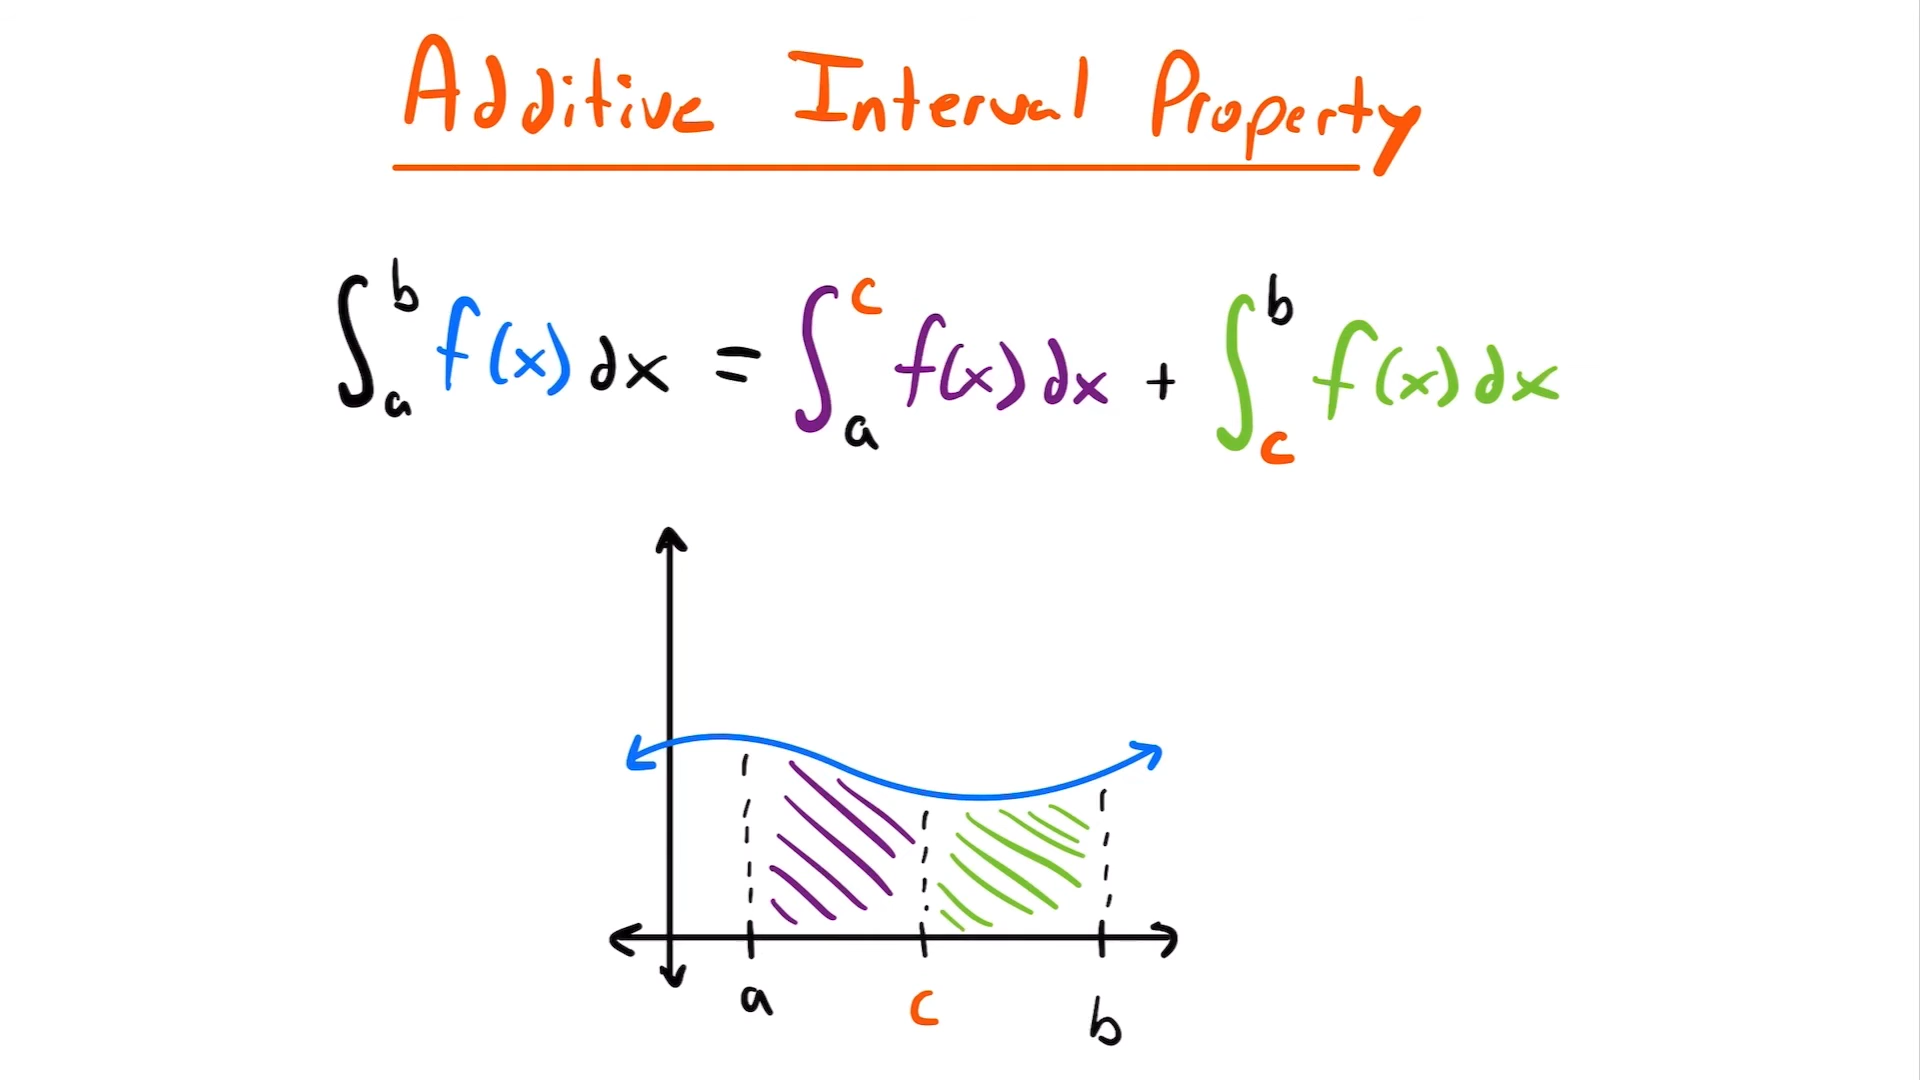 Additive Interval Property
∫_a^b f(x) dx = ∫_a^c f(x) dx + ∫_c^b f(x) dx
a c b